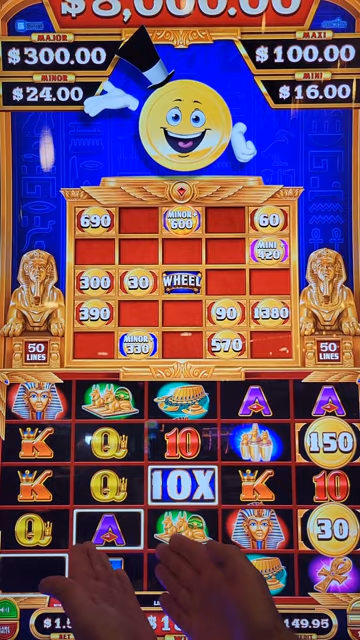 $8,000.00
MAJOR
$300.00
MAXI
$100.00
MINOR
$24.00
MINI
$16.00
690
MINOR+
600
60
MINI+
420
300
30
WHEEL
390
90
1380
MINOR+
330
570
50
LINES
50
LINES
A
A
K
Q
10
150
K
Q
10X
K
10
Q
A
30
149.95
BET